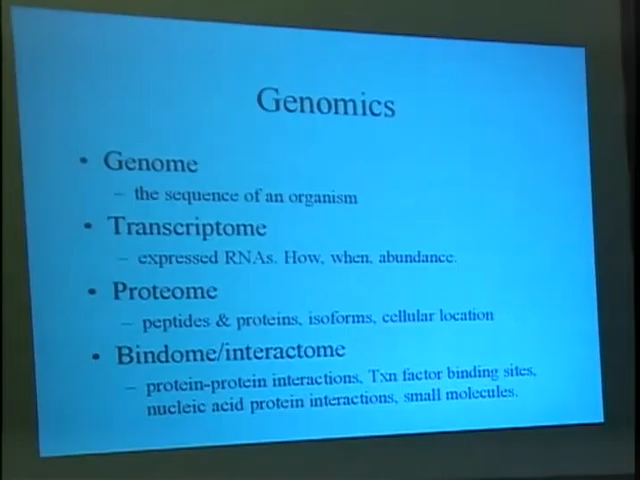 Genomics
• Genome
– the sequence of an organism
• Transcriptome
– expressed RNAs. How, when, abundance.
• Proteome
– peptides & proteins, isoforms, cellular location
• Bindome/interactome
– protein-protein interactions, Txn factor binding sites,
nucleic acid protein interactions, small molecules.